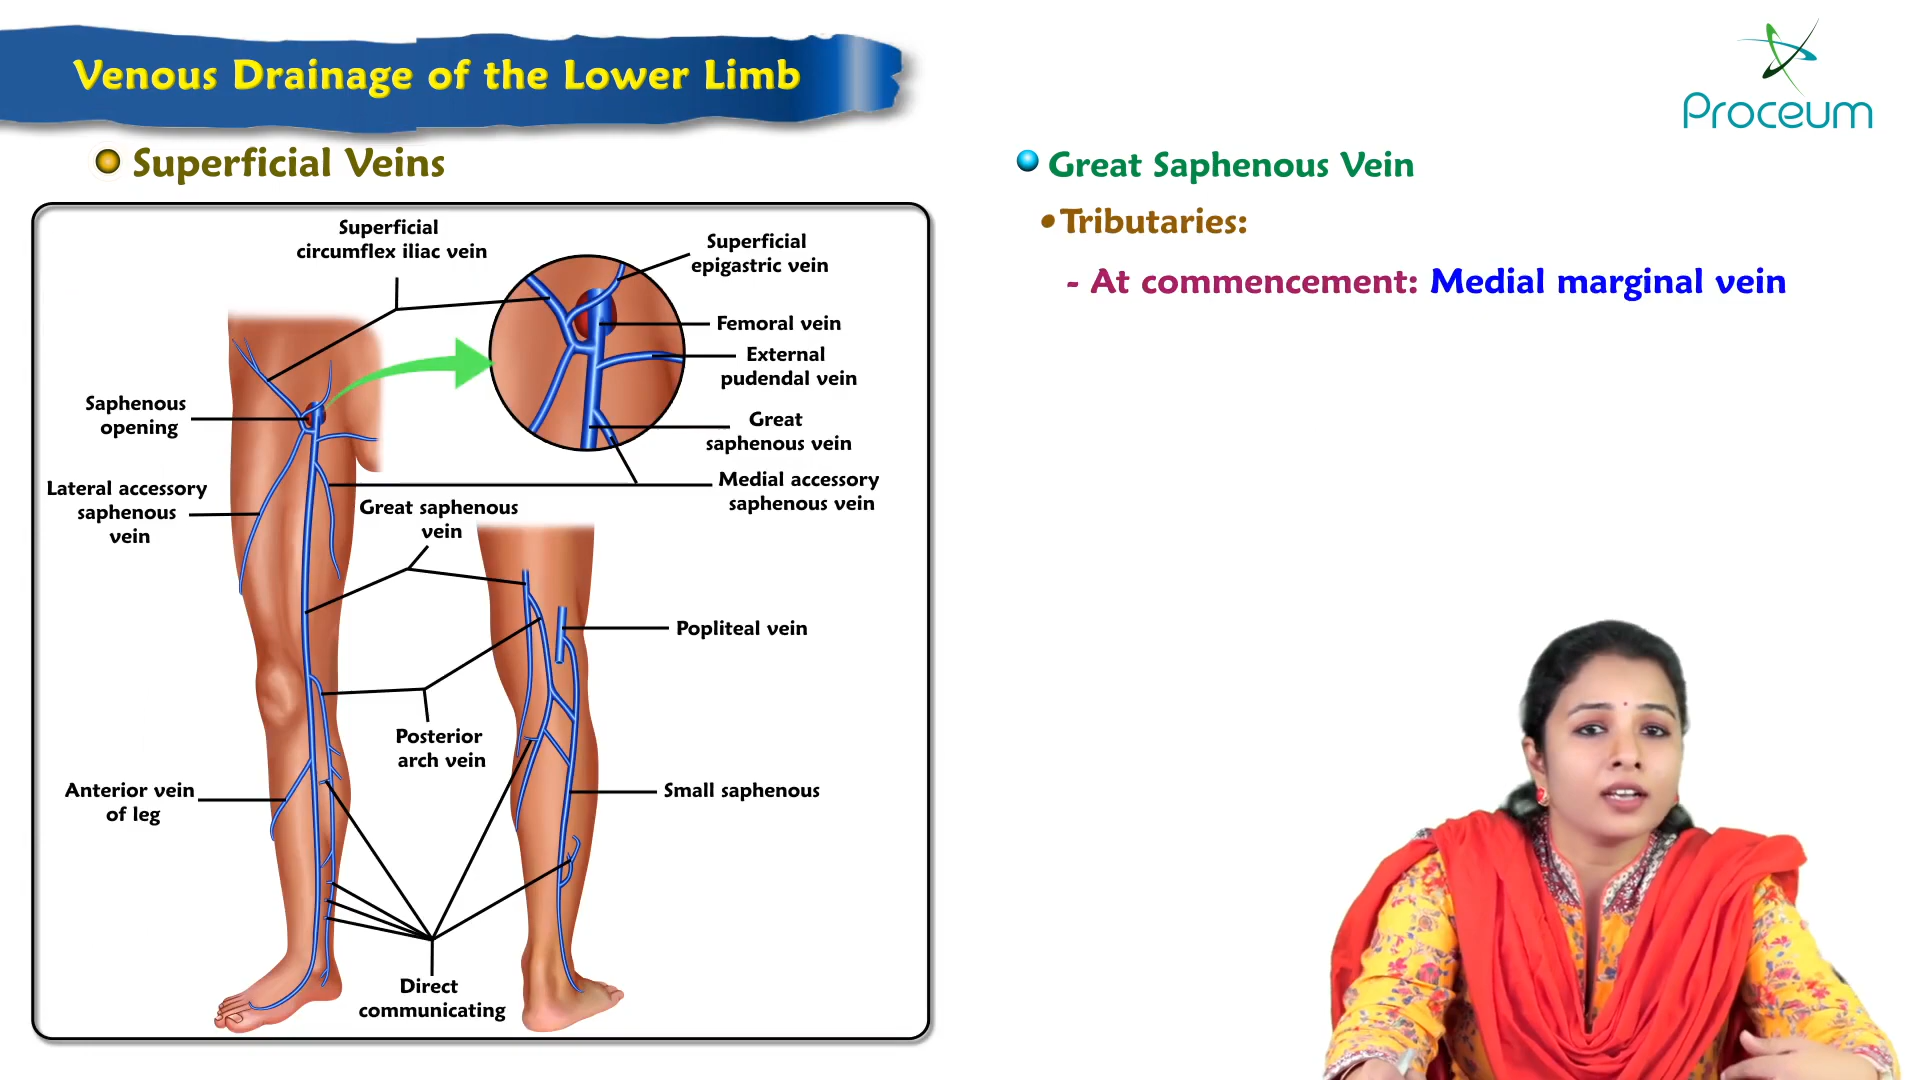 Venous Drainage of the Lower Limb
Proceum
Superficial Veins
Superficial
circumflex iliac vein
Superficial
epigastric vein
Femoral vein
External
pudendal vein
Saphenous
opening
Great
saphenous vein
Lateral accessory
saphenous
vein
Medial accessory
saphenous vein
Great saphenous
vein
Popliteal vein
Posterior
arch vein
Anterior vein
of leg
Small saphenous
Direct
communicating
Great Saphenous Vein
•Tributaries:
- At commencement: Medial marginal vein